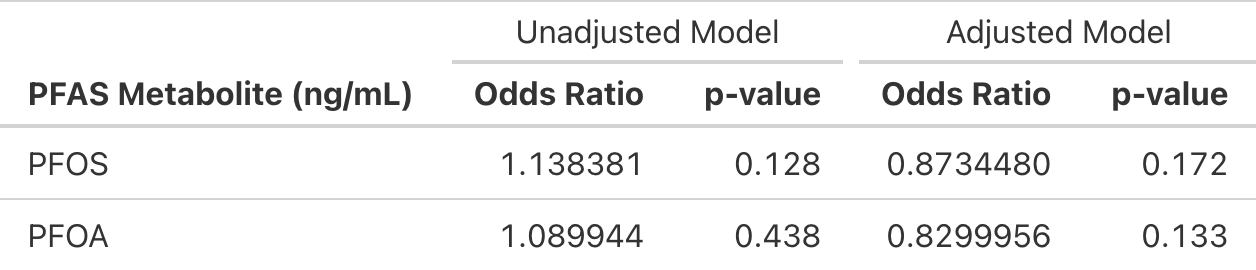 Unadjusted Model Adjusted Model
PFAS Metabolite (ng/mL) Odds Ratio p-value Odds Ratio p-value
PFOS 1.138381 0.128 0.8734480 0.172
PFOA 1.089944 0.438 0.8299956 0.133